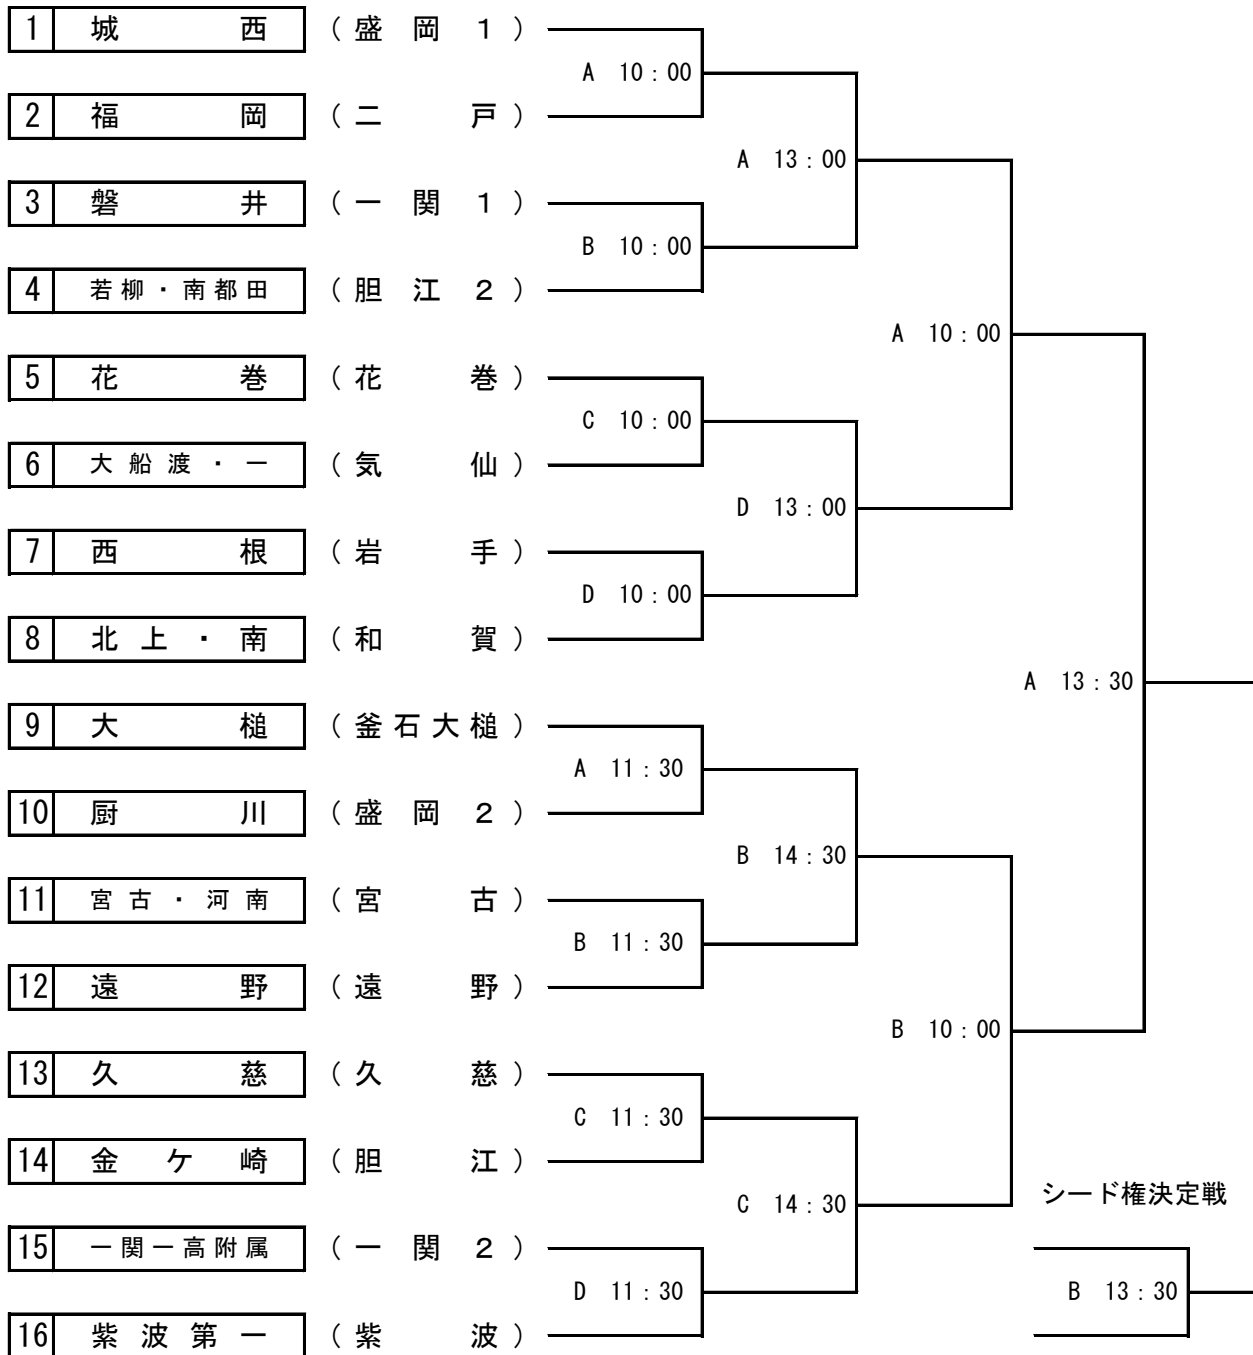 1 城西 (盛岡1)
A 10:00
2 福岡 (二戸)
A 13:00
3 磐井 (一関1)
B 10:00
4 若柳・南都田 (胆江2)
A 10:00
5 花巻 (花巻)
C 10:00
6 大船渡・一 (気仙)
D 13:00
7 西根 (岩手)
D 10:00
8 北上・南 (和賀)
A 13:30
9 大槌 (釜石大槌)
A 11:30
10 厨川 (盛岡2)
B 14:30
11 宮古・河南 (宮古)
B 11:30
12 遠野 (遠野)
B 10:00
13 久慈 (久慈)
C 11:30
14 金ケ崎 (胆江)
シード権決定戦
C 14:30
15 一関一高附属 (一関2)
D 11:30
B 13:30
16 紫波第一 (紫波)